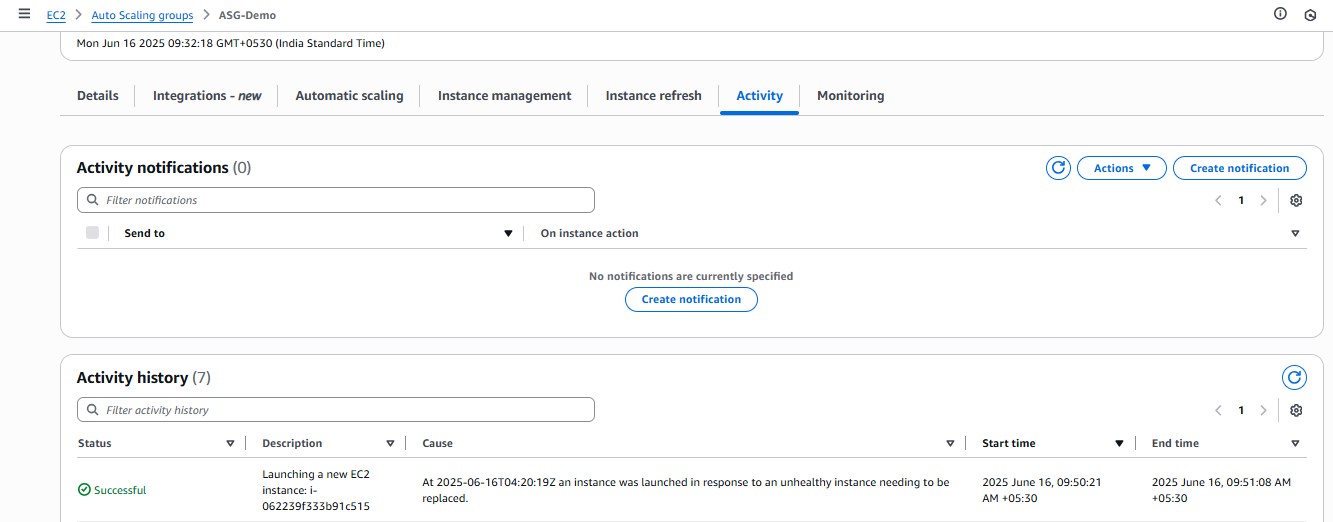 EC2 > Auto Scaling groups > ASG-Demo
Mon Jun 16 2025 09:32:18 GMT+0530 (India Standard Time)
Details Integrations - new Automatic scaling Instance management Instance refresh Activity Monitoring
Activity notifications (0)
Actions Create notification
Filter notifications
1
Send to On instance action
No notifications are currently specified
Create notification
Activity history (7)
Filter activity history
1
Status Description Cause Start time End time
Successful
Launching a new EC2
instance: i-
062239f333b91c515
At 2025-06-16T04:20:19Z an instance was launched in response to an unhealthy instance needing to be
replaced.
2025 June 16, 09:50:21
AM +05:30
2025 June 16, 09:51:08 AM
+05:30